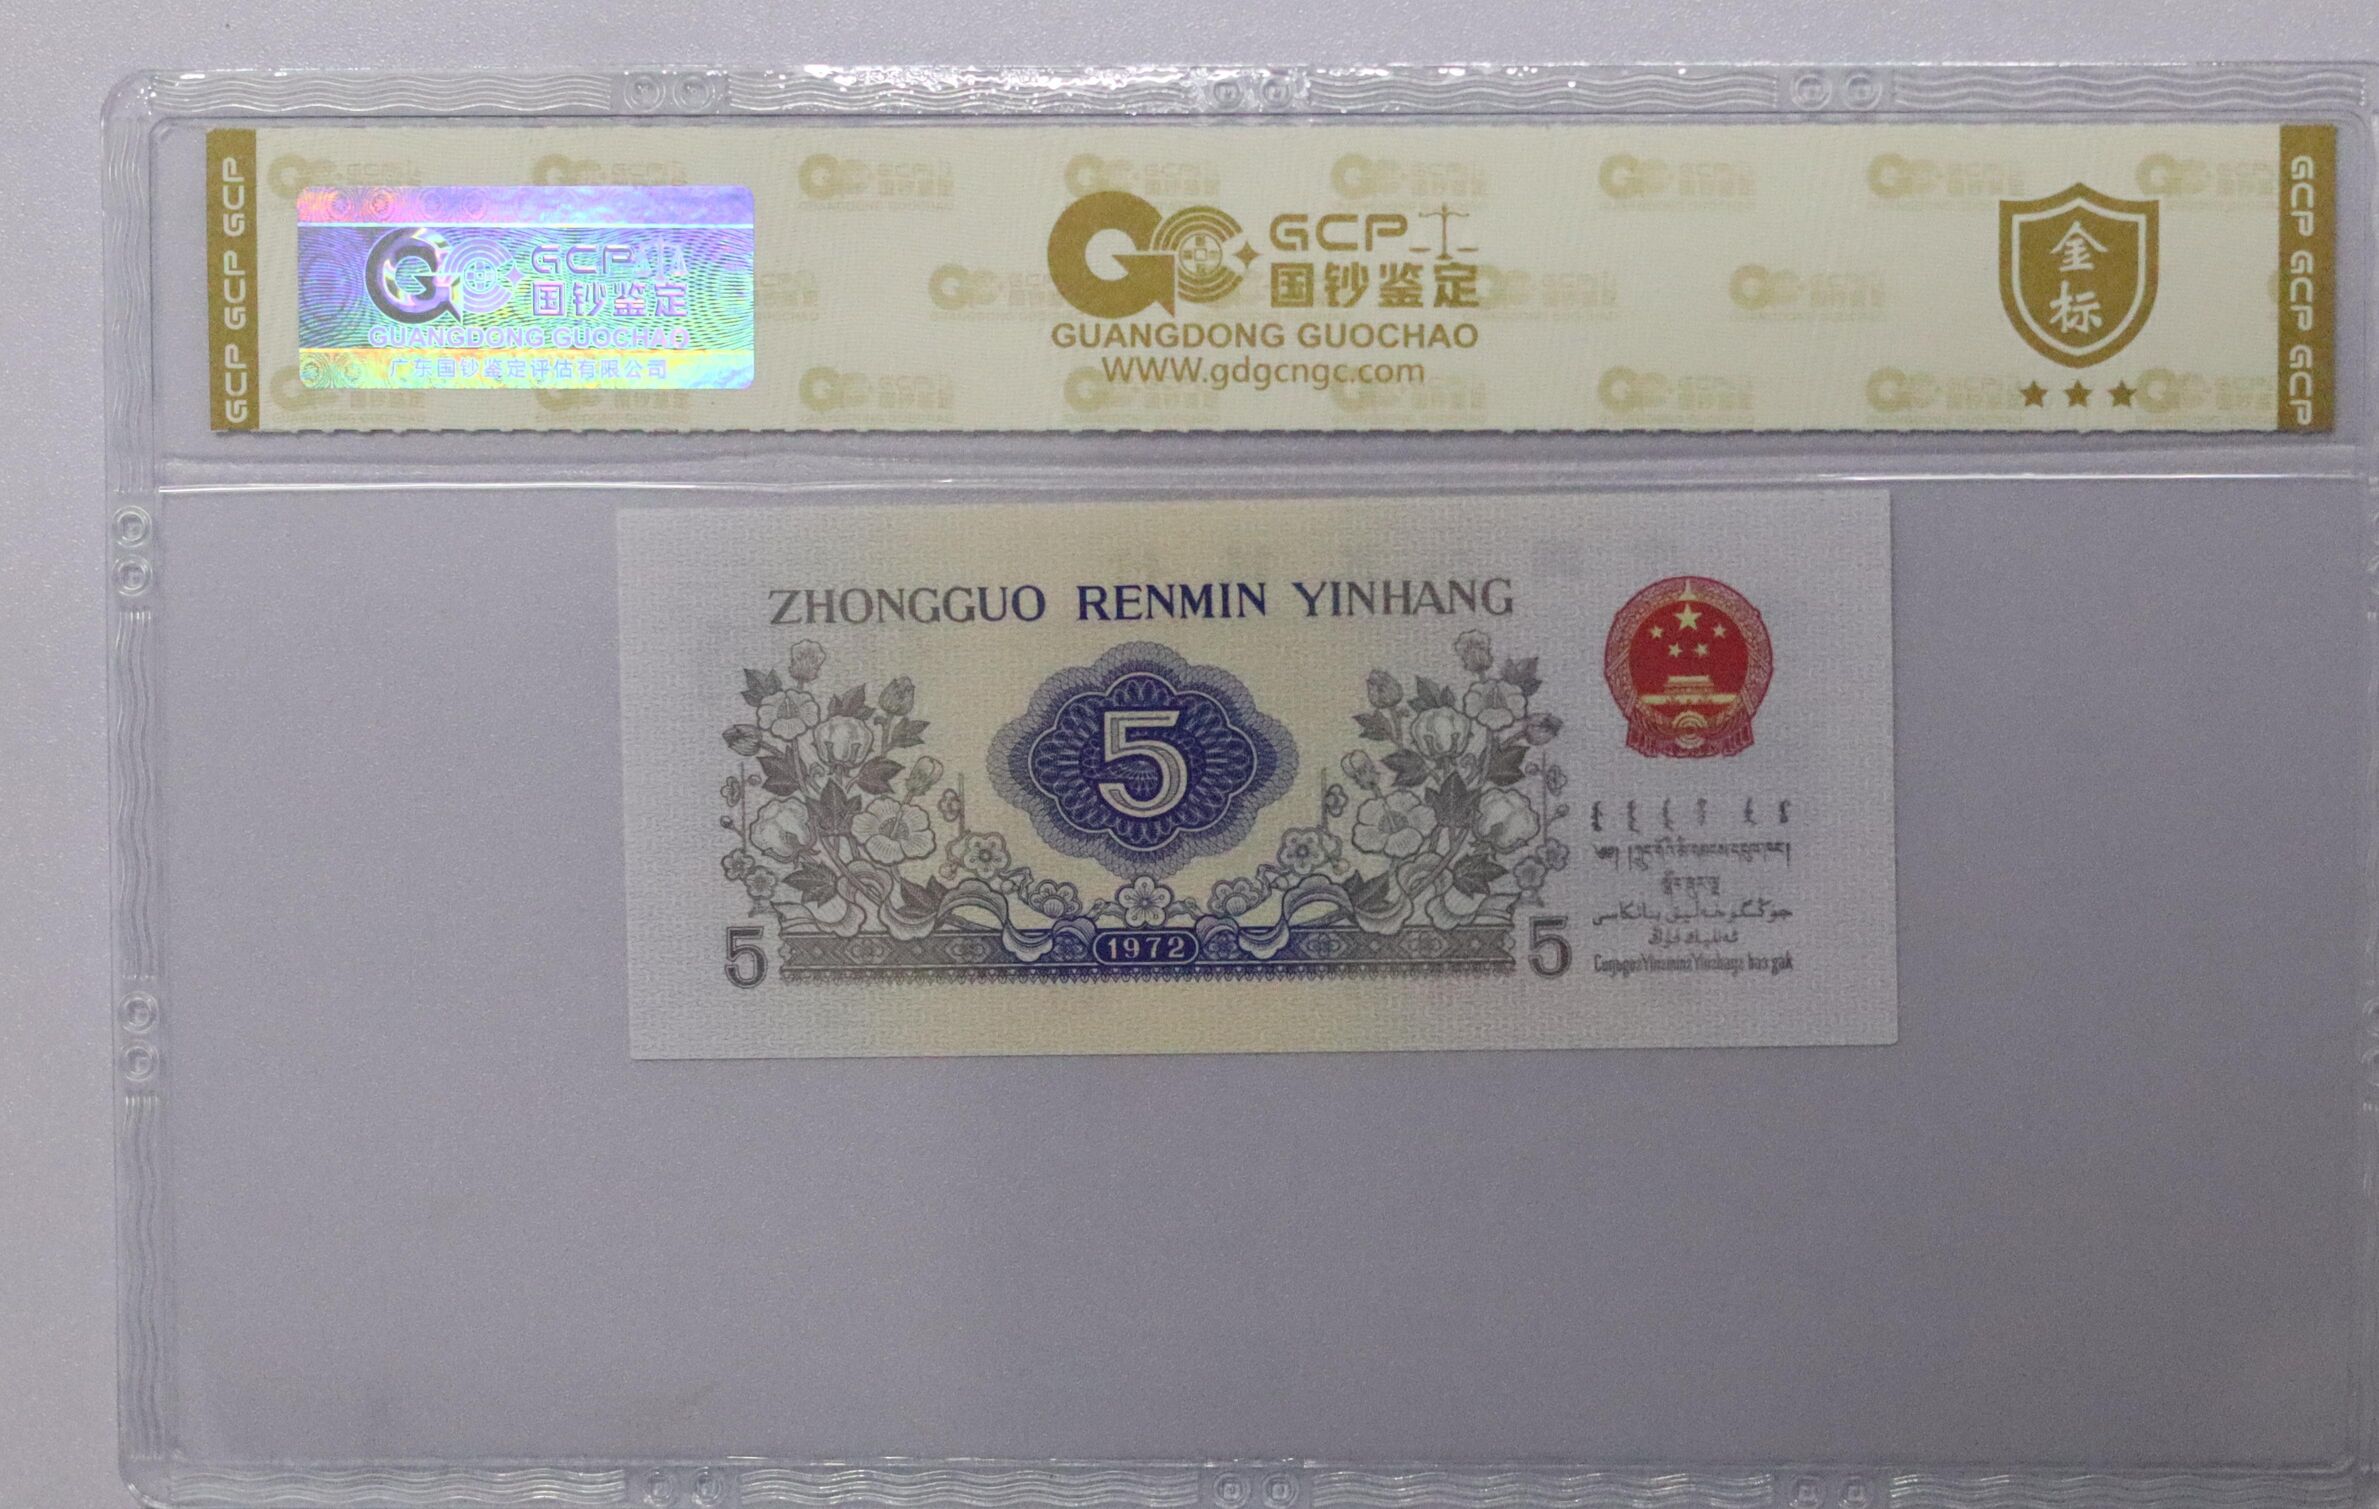 GCP GCP GCP
GCP
国钞鉴定
GUANGDONG GUOCHAO
广东国钞鉴定评估有限公司
GCP
国钞鉴定
GUANGDONG GUOCHAO
WWW.gdgcngc.com
金
标
GCP GCP GCP
ZHONGGUO RENMIN YINHANG
5
1972
5 5